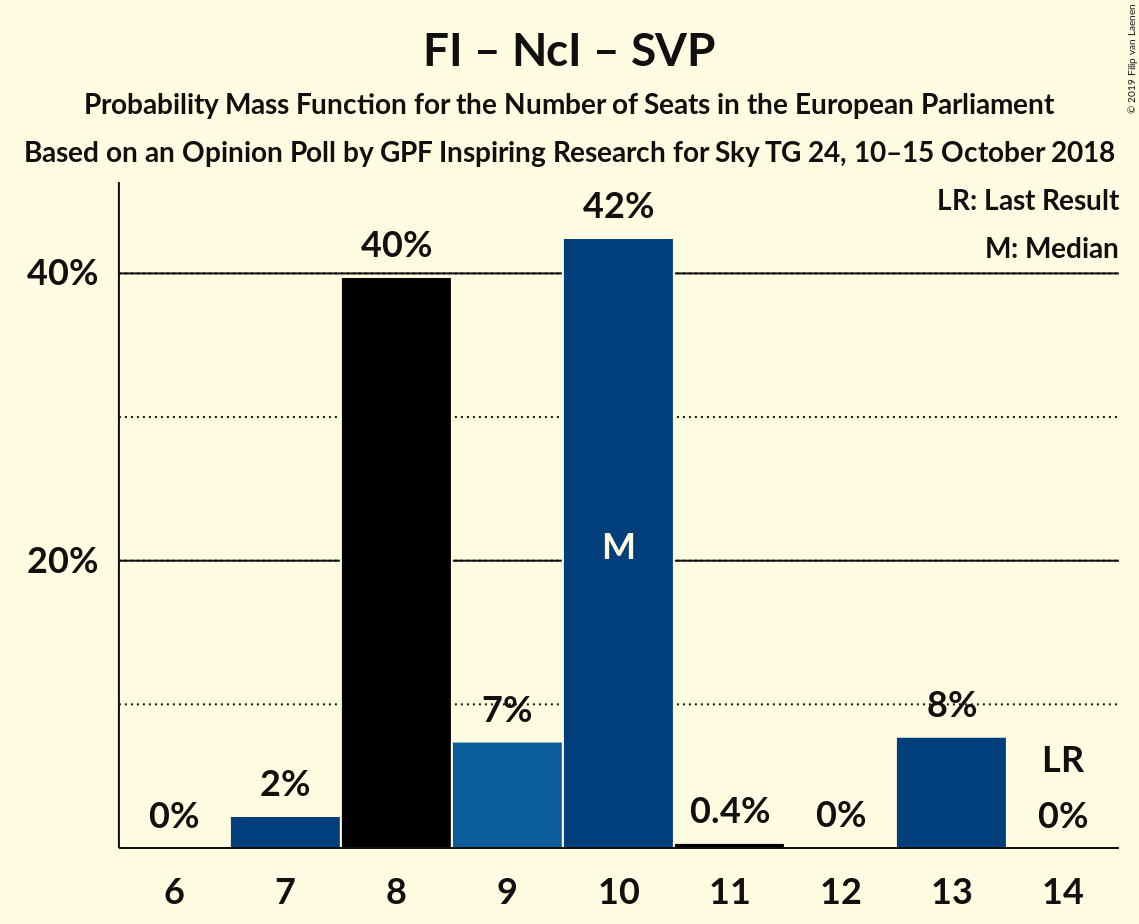 FI – NcI – SVP
Probability Mass Function for the Number of Seats in the European Parliament
Based on an Opinion Poll by GPF Inspiring Research for Sky TG 24, 10–15 October 2018
© 2019 Filip van Laenen
LR: Last Result
M: Median
40%
20%
0%
2%
40%
7%
42%
M
0.4%
0%
8%
LR
0%
6 7 8 9 10 11 12 13 14